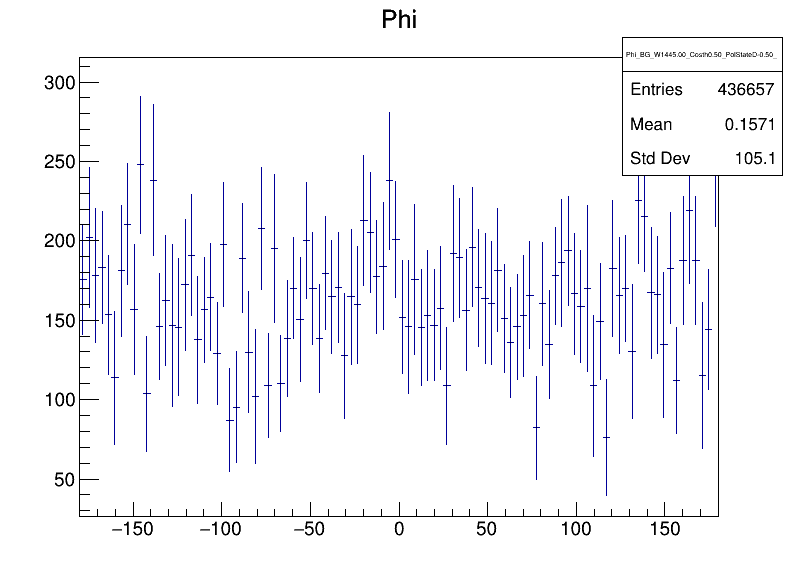 Phi
Phi_BG_W1445.00_Costh0.50_PolStateD-0.50_
Entries 436657
Mean 0.1571
Std Dev 105.1
300
250
200
150
100
50
−150 −100 −50 0 50 100 150